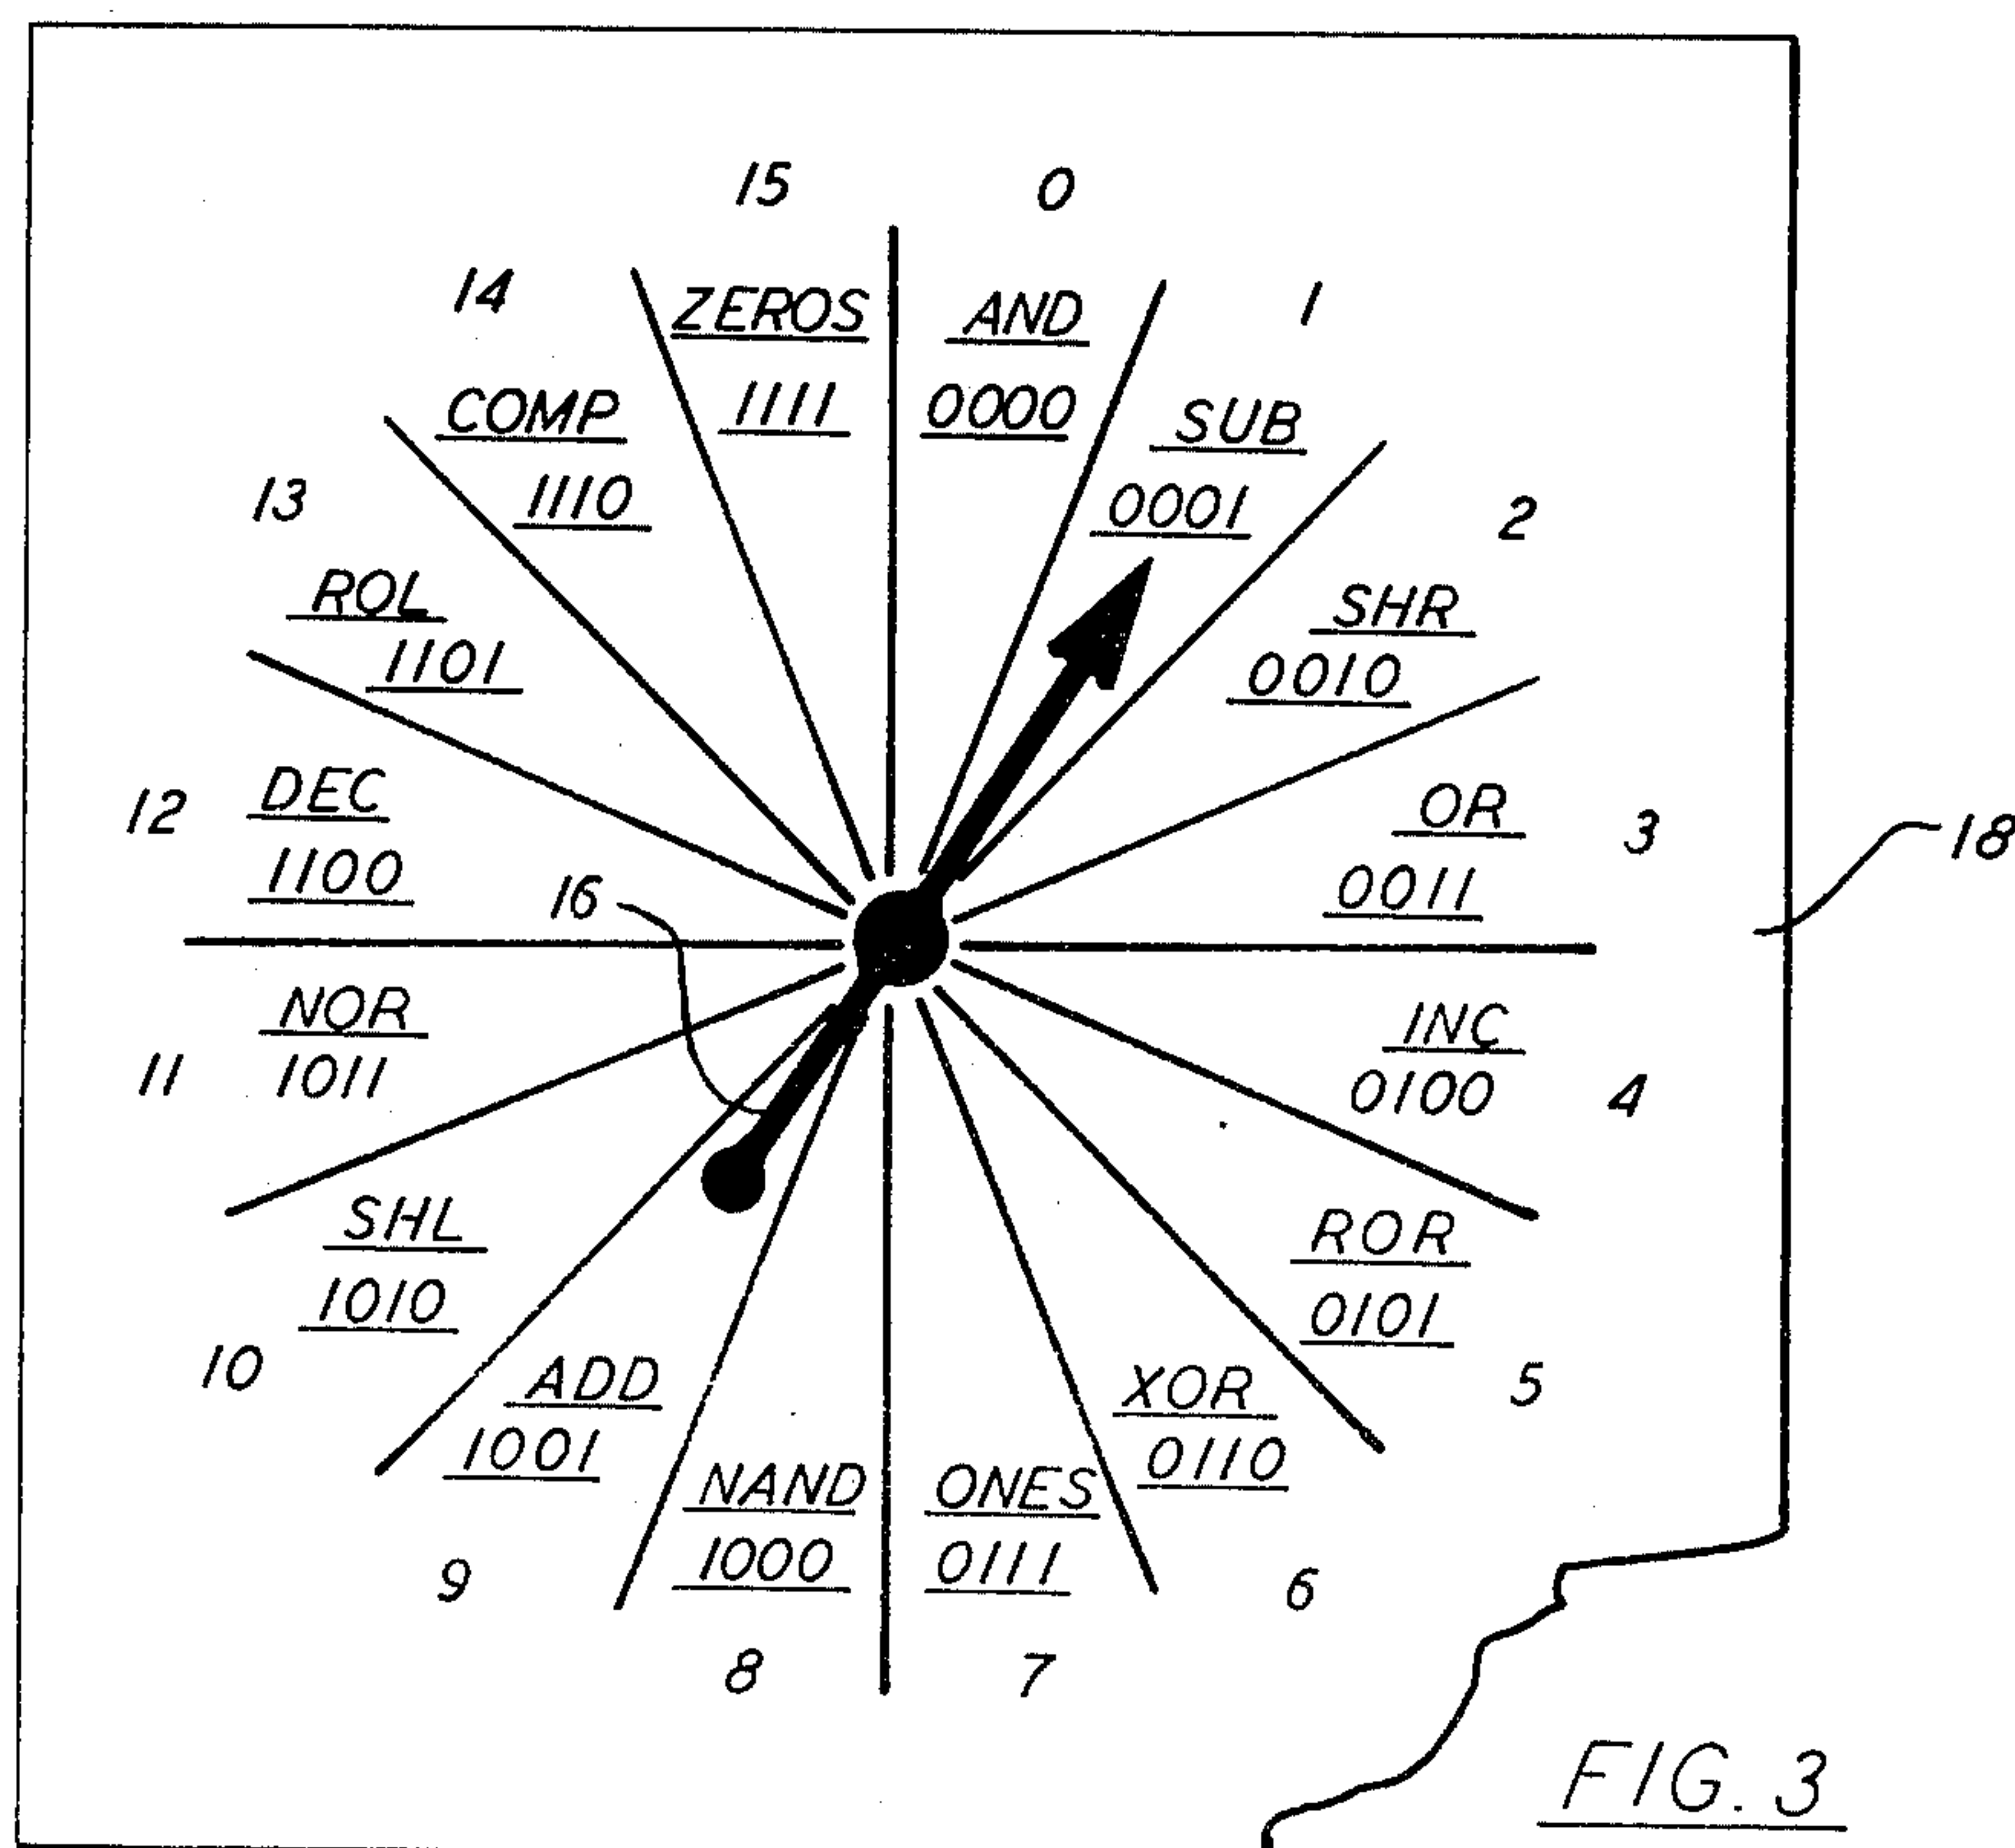 15
0
14
ZEROS
1111
AND
0000
1
COMP
1110
SUB
0001
13
2
ROL
1101
SHR
0010
12
DEC
1100
OR
0011
3
18
16
11
NOR
1011
INC
0100
4
10
SHL
1010
ROR
0101
5
ADD
1001
XOR
0110
9
NAND
1000
ONES
0111
6
8
7
FIG. 3